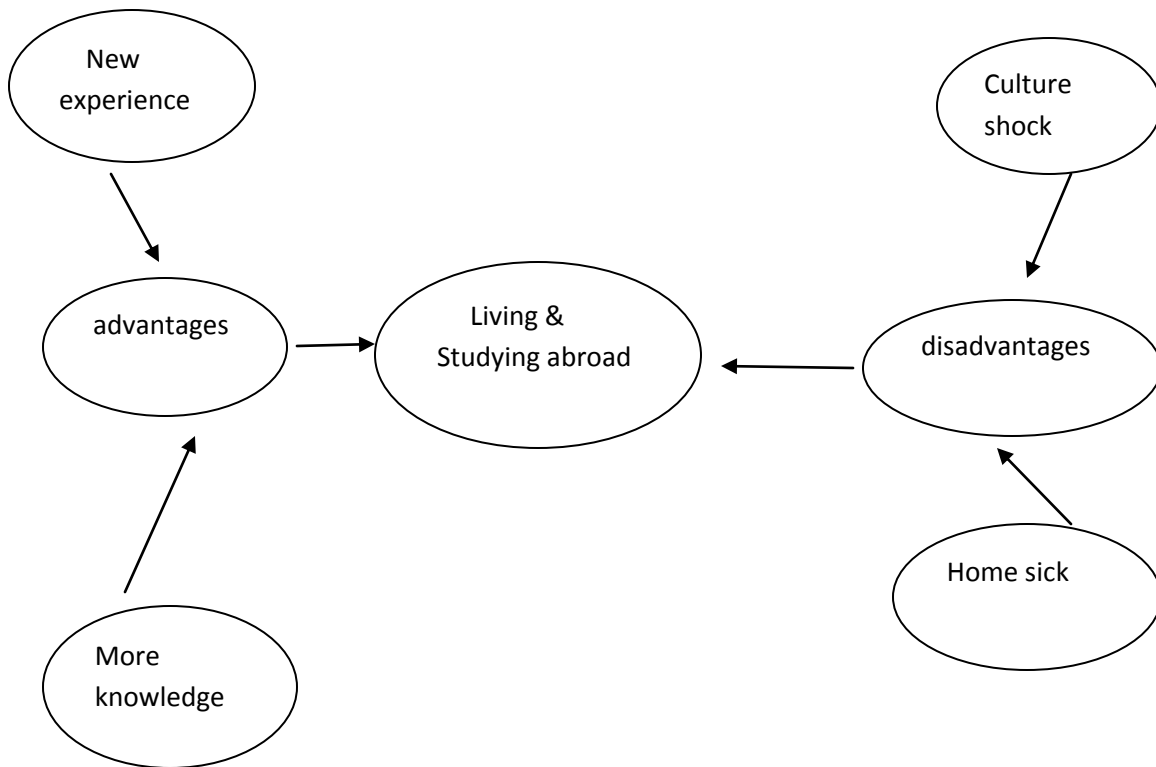 New
experience
Culture
shock
advantages
Living &
Studying abroad
disadvantages
Home sick
More
knowledge